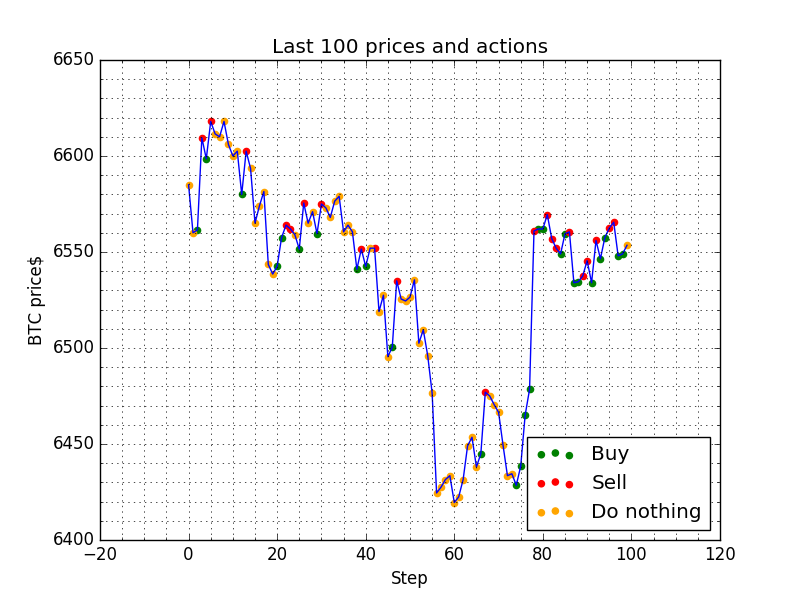 Last 100 prices and actions
BTC price$
6650
6600
6550
6500
6450
6400
Buy
Sell
Do nothing
−20 0 20 40 60 80 100 120
Step